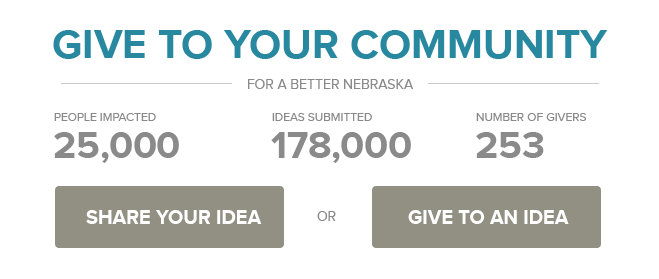 GIVE TO YOUR COMMUNITY
FOR A BETTER NEBRASKA
PEOPLE IMPACTED
25,000
IDEAS SUBMITTED
178,000
NUMBER OF GIVERS
253
SHARE YOUR IDEA
OR
GIVE TO AN IDEA